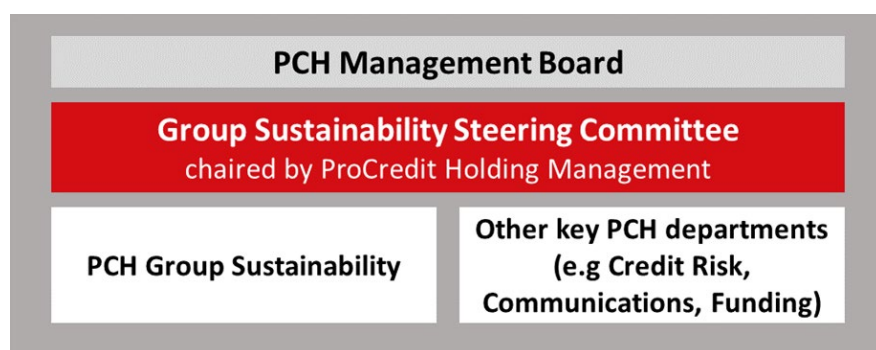 PCH Management Board
Group Sustainability Steering Committee
chaired by ProCredit Holding Management
PCH Group Sustainability
Other key PCH departments
(e.g Credit Risk,
Communications, Funding)